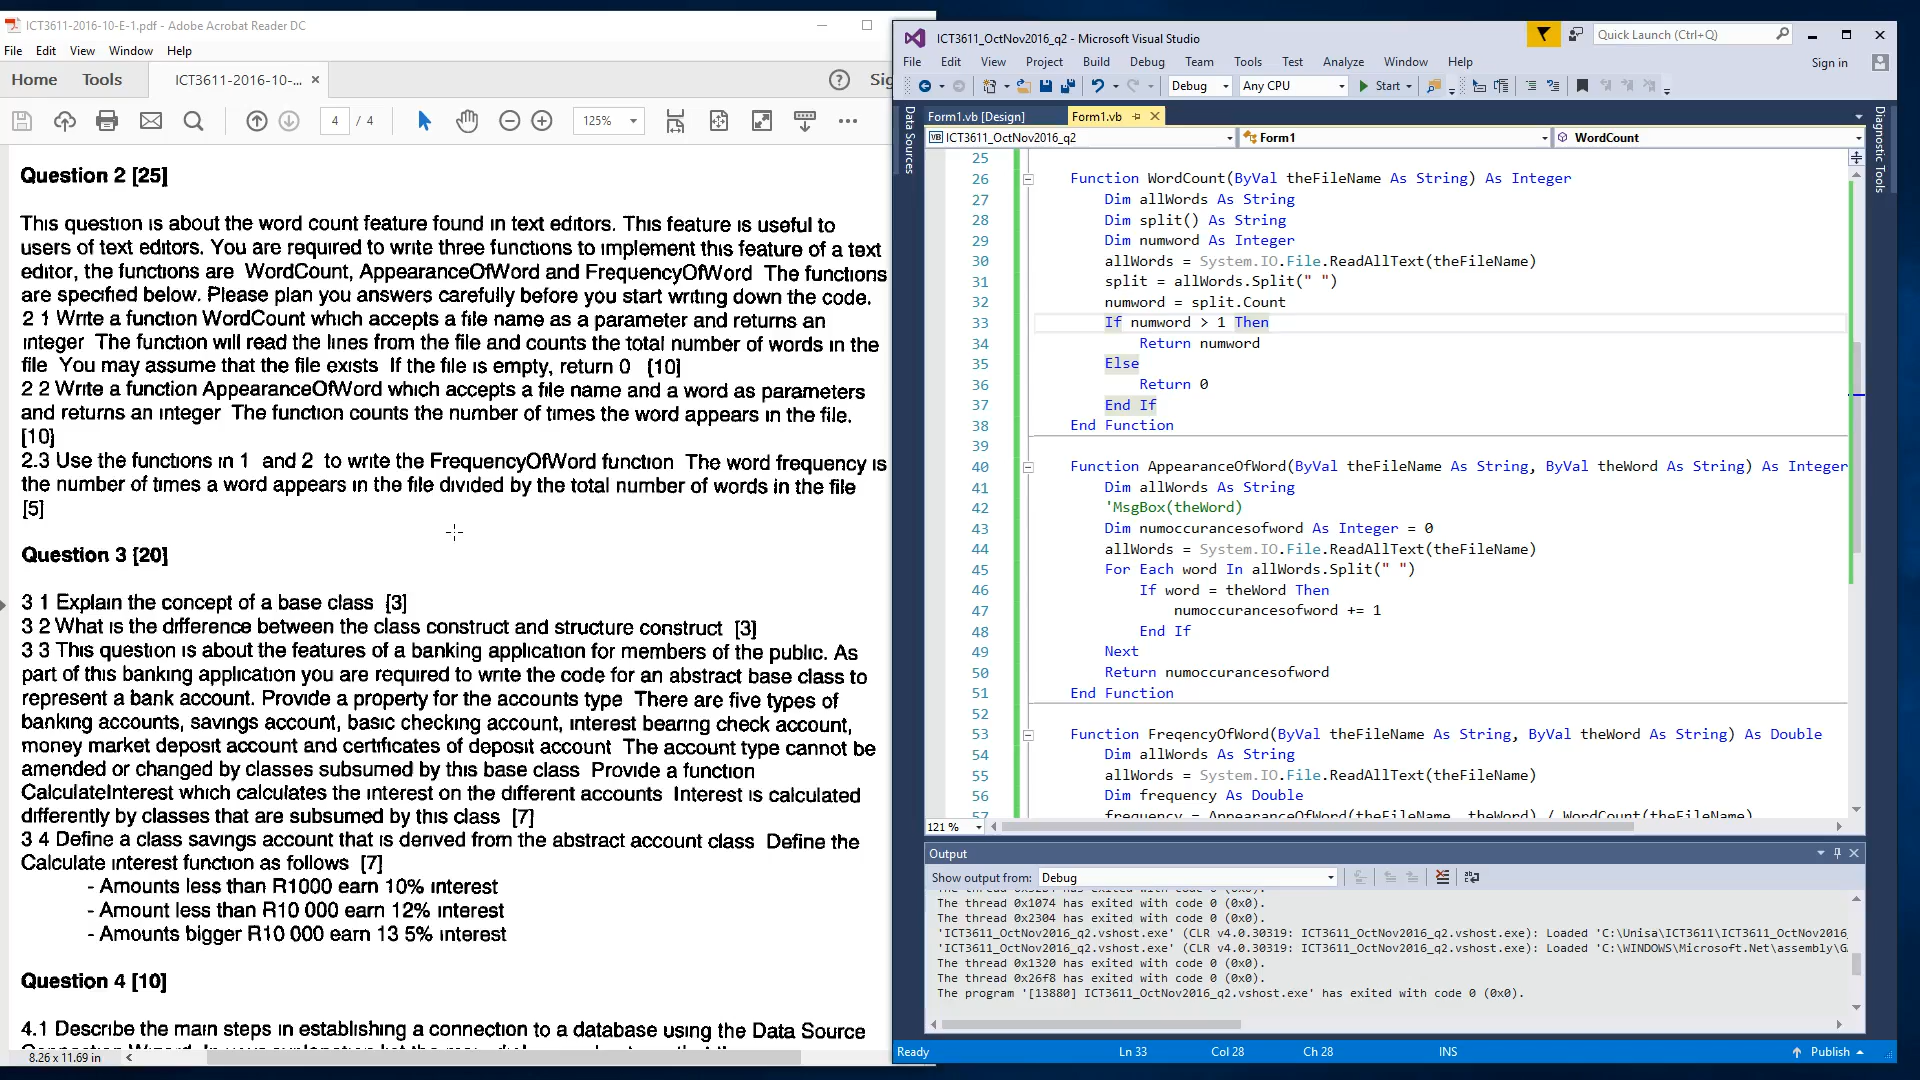 ICT3611-2016-10-E-1.pdf - Adobe Acrobat Reader DC
File Edit View Window Help
Home Tools ICT3611-2016-10-... × Sig
4 / 4 125%
Question 2 [25]
This question is about the word count feature found in text editors. This feature is useful to
users of text editors. You are required to write three functions to implement this feature of a text
editor, the functions are WordCount, AppearanceOfWord and FrequencyOfWord The functions
are specified below. Please plan you answers carefully before you start writing down the code.
2 1 Write a function WordCount which accepts a file name as a parameter and returns an
integer The function will read the lines from the file and counts the total number of words in the
file You may assume that the file exists If the file is empty, return 0 [10]
2 2 Write a function AppearanceOfWord which accepts a file name and a word as parameters
and returns an integer The function counts the number of times the word appears in the file.
[10]
2.3 Use the functions in 1 and 2 to write the FrequencyOfWord function The word frequency is
the number of times a word appears in the file divided by the total number of words in the file
[5]
Question 3 [20]
3 1 Explain the concept of a base class [3]
3 2 What is the difference between the class construct and structure construct [3]
3 3 This question is about the features of a banking application for members of the public. As
part of this banking application you are required to write the code for an abstract base class to
represent a bank account. Provide a property for the accounts type There are five types of
banking accounts, savings account, basic checking account, interest bearing check account,
money market deposit account and certificates of deposit account The account type cannot be
amended or changed by classes subsumed by this base class Provide a function
CalculateInterest which calculates the interest on the different accounts Interest is calculated
differently by classes that are subsumed by this class [7]
3 4 Define a class savings account that is derived from the abstract account class Define the
Calculate interest function as follows [7]
- Amounts less than R1000 earn 10% interest
- Amount less than R10 000 earn 12% interest
- Amounts bigger R10 000 earn 13 5% interest
Question 4 [10]
4.1 Describe the main steps in establishing a connection to a database using the Data Source
8.26 x 11.69 in
ICT3611_OctNov2016_q2 - Microsoft Visual Studio
Quick Launch (Ctrl+Q)
File Edit View Project Build Debug Team Tools Test Analyze Window Help
Sign in
Debug Any CPU Start
Data Sources
Diagnostic Tools
Form1.vb [Design] Form1.vb
ICT3611_OctNov2016_q2 Form1 WordCount
25
26 Function WordCount(ByVal theFileName As String) As Integer
27 Dim allWords As String
28 Dim split() As String
29 Dim numword As Integer
30 allWords = System.IO.File.ReadAllText(theFileName)
31 split = allWords.Split(" ")
32 numword = split.Count
33 If numword > 1 Then
34 Return numword
35 Else
36 Return 0
37 End If
38 End Function
39
40 Function AppearanceOfWord(ByVal theFileName As String, ByVal theWord As String) As Integer
41 Dim allWords As String
42 'MsgBox(theWord)
43 Dim numoccurancesofword As Integer = 0
44 allWords = System.IO.File.ReadAllText(theFileName)
45 For Each word In allWords.Split(" ")
46 If word = theWord Then
47 numoccurancesofword += 1
48 End If
49 Next
50 Return numoccurancesofword
51 End Function
52
53 Function FreqencyOfWord(ByVal theFileName As String, ByVal theWord As String) As Double
54 Dim allWords As String
55 allWords = System.IO.File.ReadAllText(theFileName)
56 Dim frequency As Double
57 frequency = AppearanceOfWord(theFileName, theWord) / WordCount(theFileName)
121 %
Output
Show output from: Debug
The thread 0x1074 has exited with code 0 (0x0).
The thread 0x2304 has exited with code 0 (0x0).
'ICT3611_OctNov2016_q2.vshost.exe' (CLR v4.0.30319: ICT3611_OctNov2016_q2.vshost.exe): Loaded 'C:\Unisa\ICT3611\ICT3611_OctNov2016_
'ICT3611_OctNov2016_q2.vshost.exe' (CLR v4.0.30319: ICT3611_OctNov2016_q2.vshost.exe): Loaded 'C:\WINDOWS\Microsoft.Net\assembly\G
The thread 0x1320 has exited with code 0 (0x0).
The thread 0x26f8 has exited with code 0 (0x0).
The program '[13880] ICT3611_OctNov2016_q2.vshost.exe' has exited with code 0 (0x0).
Ready Ln 33 Col 28 Ch 28 INS Publish